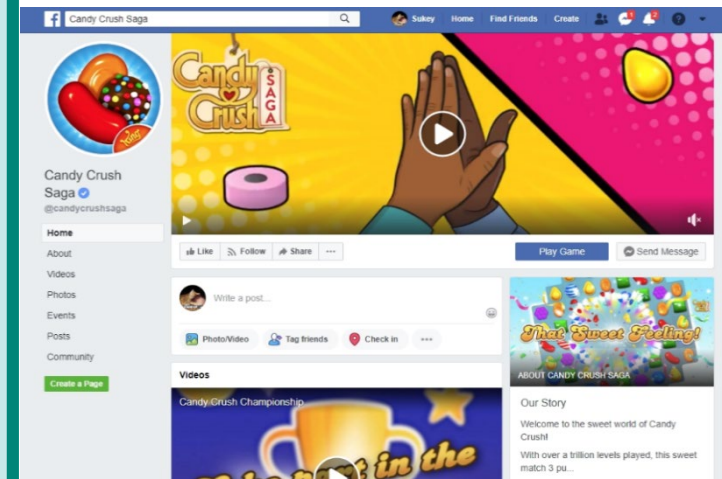 Candy Crush Saga
Sukey Home Find Friends Create
Candy
Crush
SAGA
King
Candy Crush
Saga
@candycrushsaga
Home
About
Videos
Photos
Events
Posts
Community
Create a Page
Like Follow Share ...
Play Game Send Message
Write a post...
Photo/Video Tag friends Check in ...
Videos
Candy Crush Championship
in the
That Sweet Feeling!
ABOUT CANDY CRUSH SAGA
Our Story
Welcome to the sweet world of Candy
Crush!
With over a trillion levels played, this sweet
match 3 pu...